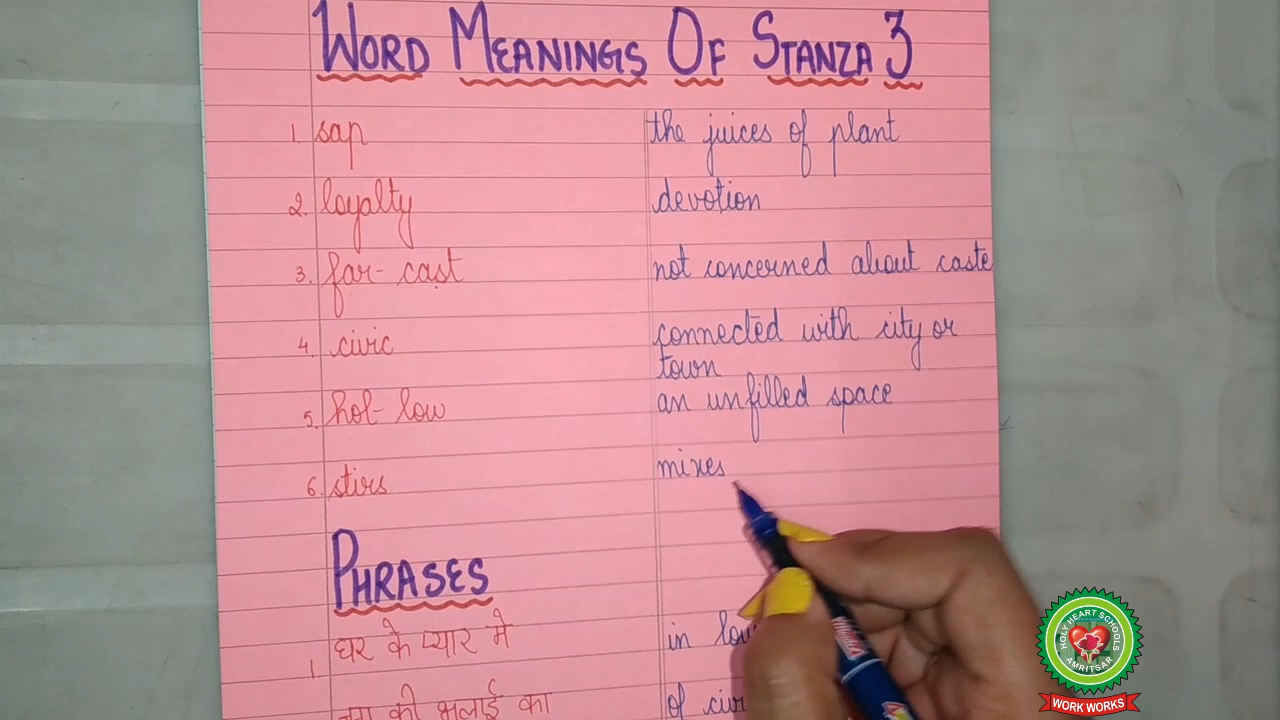 WORD MEANINGS OF STANZA 3
1. sap the juices of plant
2. loyalty devotion
3. far-cast not concerned about caste
4. civic connected with city or
town
5. hol-low an unfilled space
6. stirs mixes
PHRASES
1 घर के प्यार मे in
की भलाई का of
HOLY HEART SCHOOLS
AMRITSAR
WORK WORKS